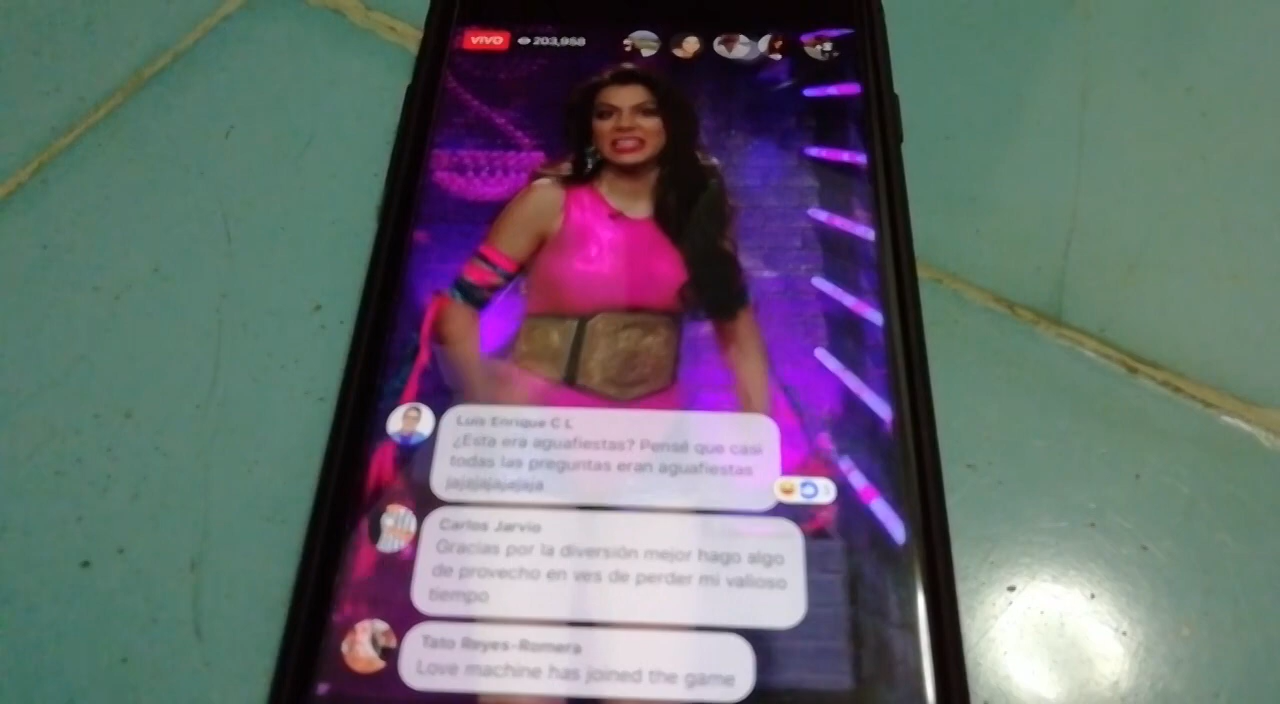 VIVO 203,958
Luis Enrique C L
¿Esta era aguafiestas? Pensé que casi
todas las preguntas eran aguafiestas
jajajajajajaja
Carlos Jarvio
Gracias por la diversión mejor hago algo
de provecho en ves de perder mi valioso
tiempo
Tato Reyes-Romera
Love machine has joined the game